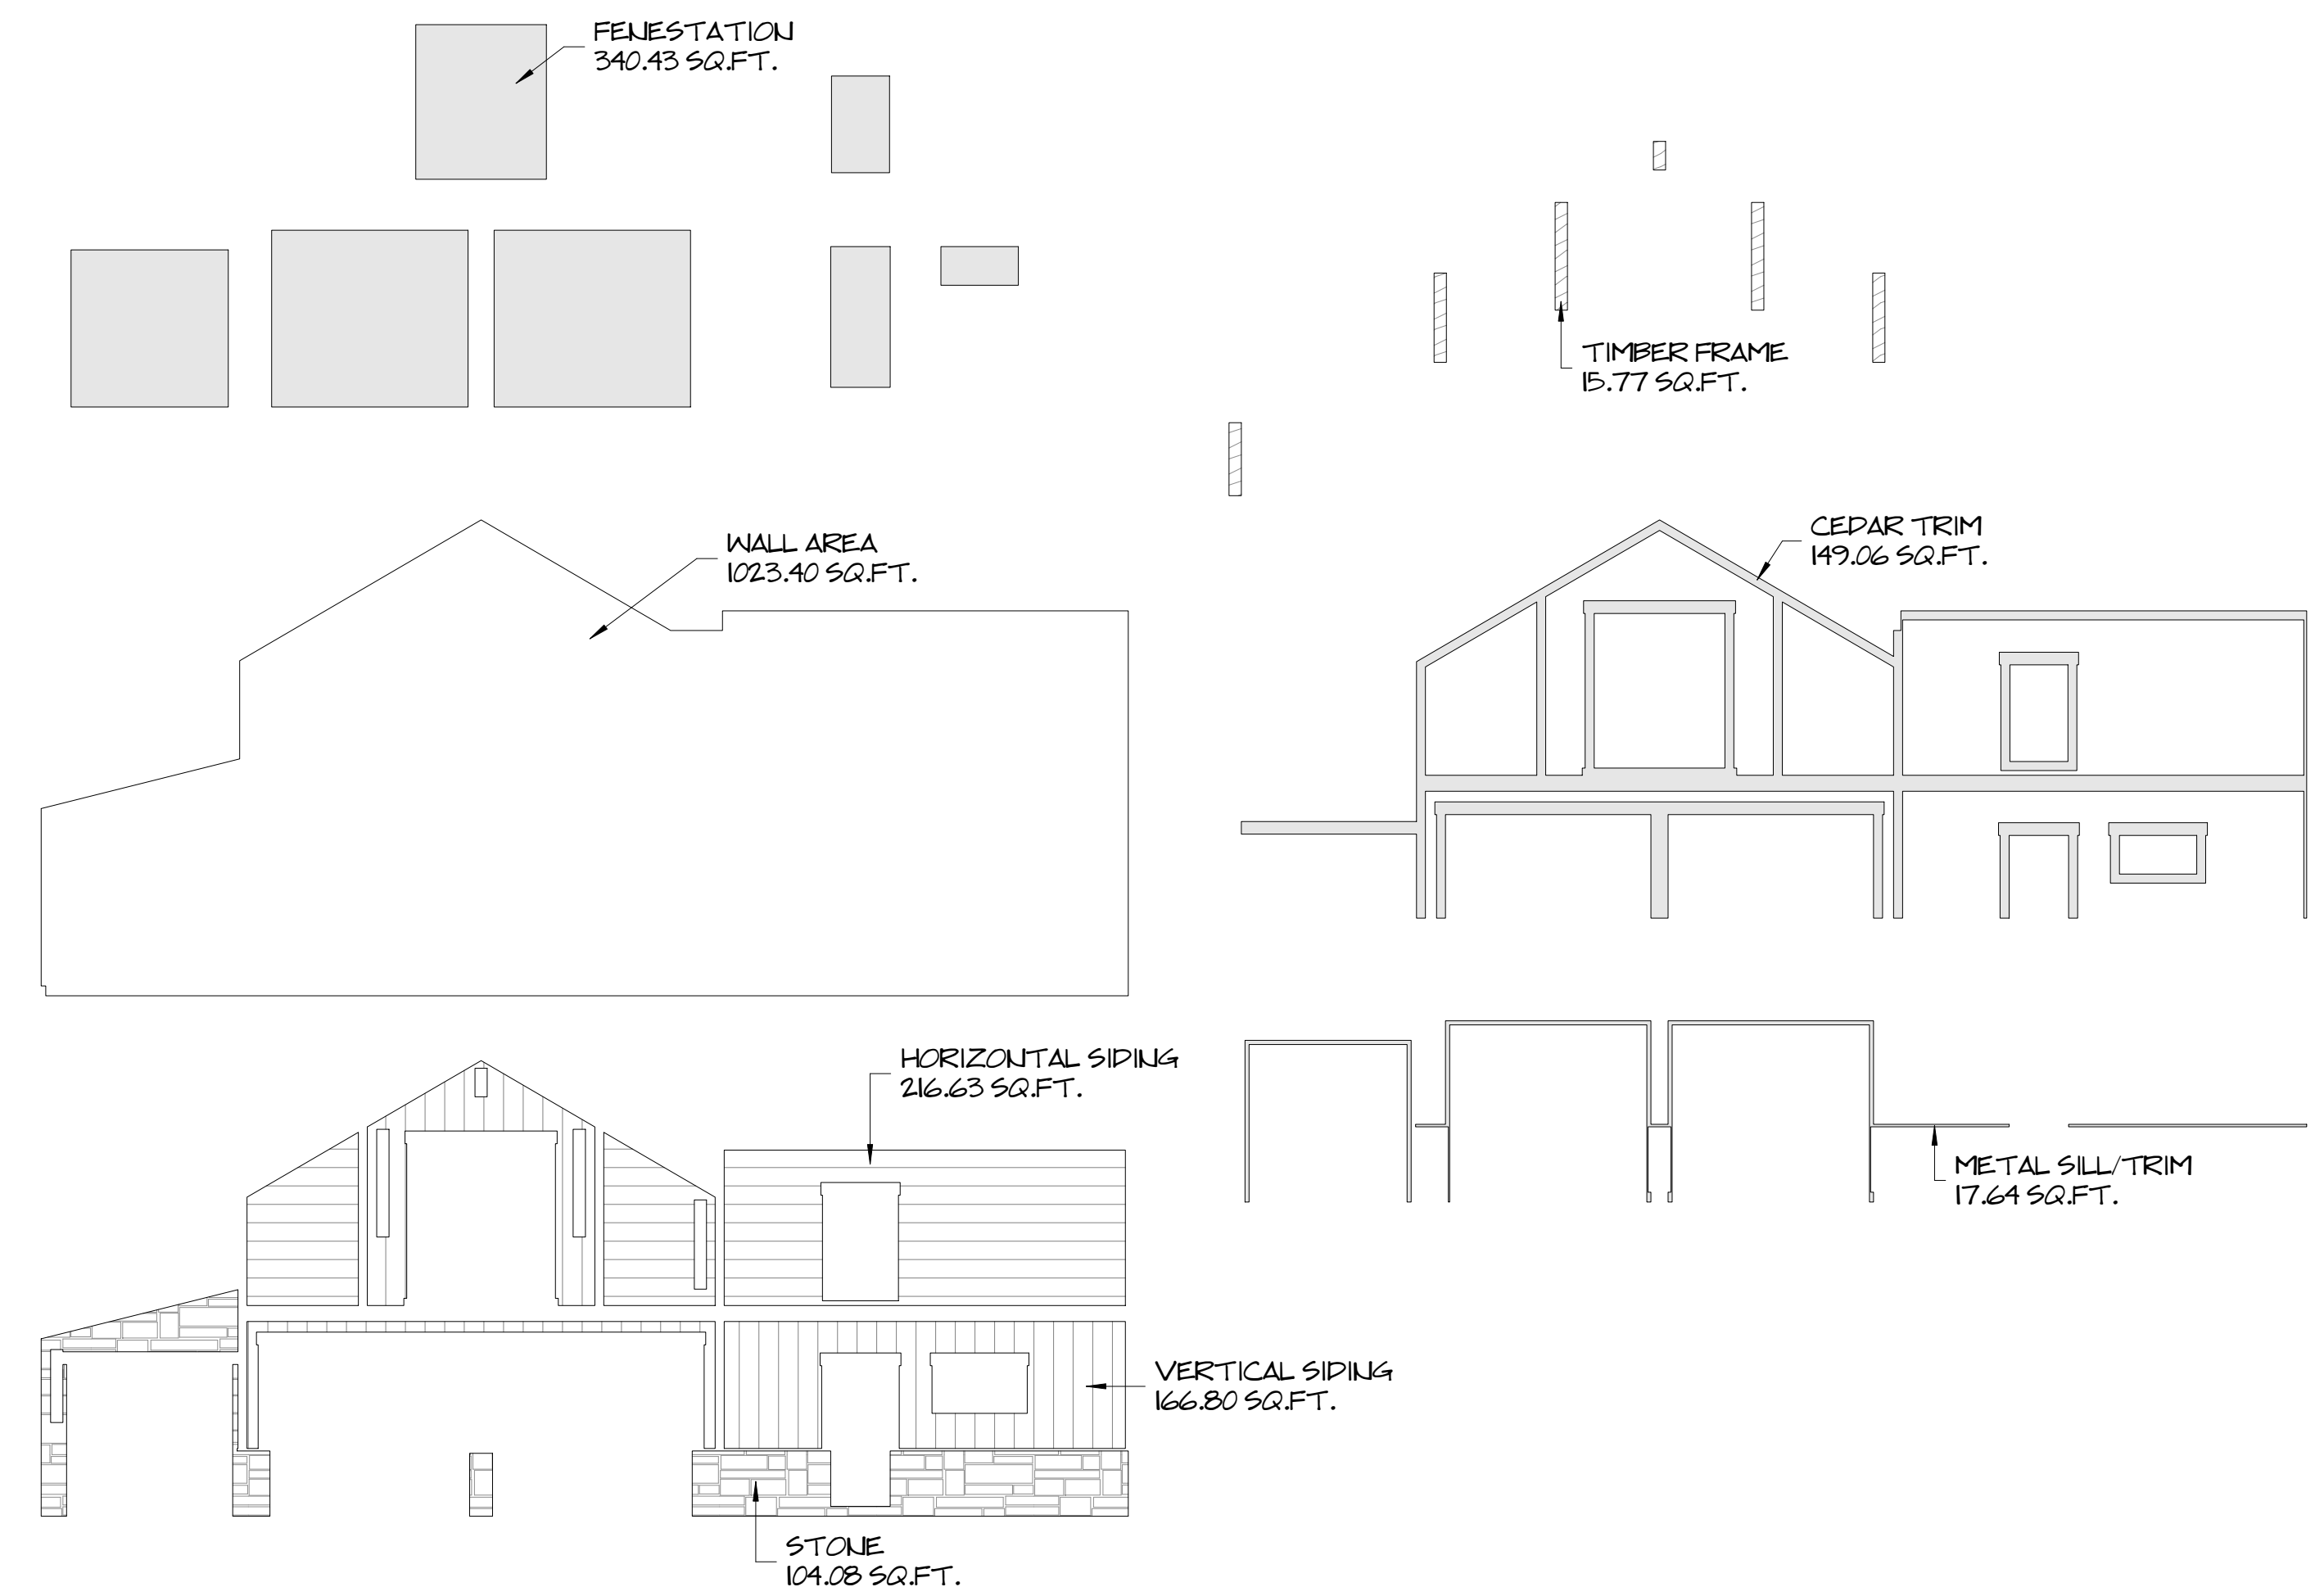 FENESTATION
340.43 SQ.FT.
TIMBER FRAME
15.77 SQ.FT.
WALL AREA
1023.40 SQ.FT.
CEDAR TRIM
149.06 SQ.FT.
HORIZONTAL SIDING
216.63 SQ.FT.
METAL SILL/TRIM
17.64 SQ.FT.
VERTICAL SIDING
166.80 SQ.FT.
STONE
104.08 SQ.FT.